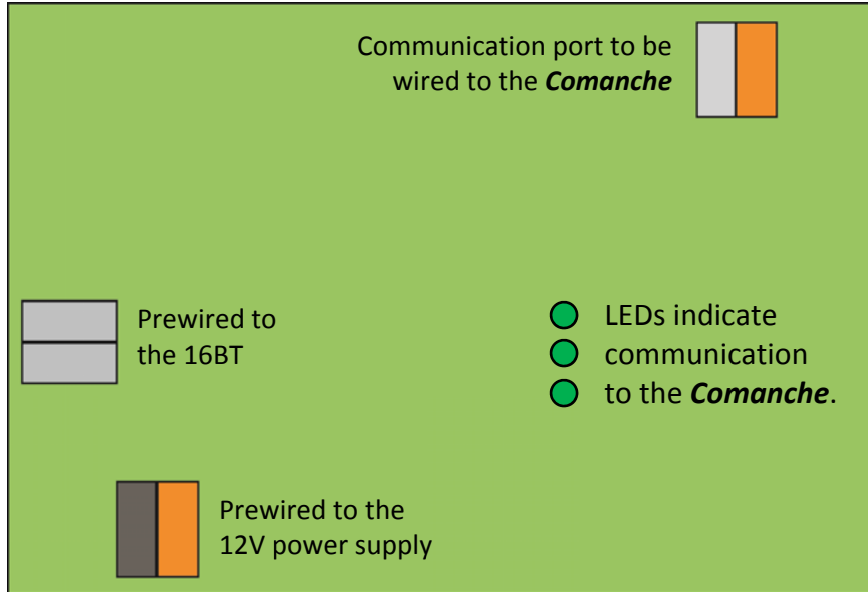 Communication port to be
wired to the Comanche
Prewired to
the 16BT
LEDs indicate
communication
to the Comanche.
Prewired to the
12V power supply